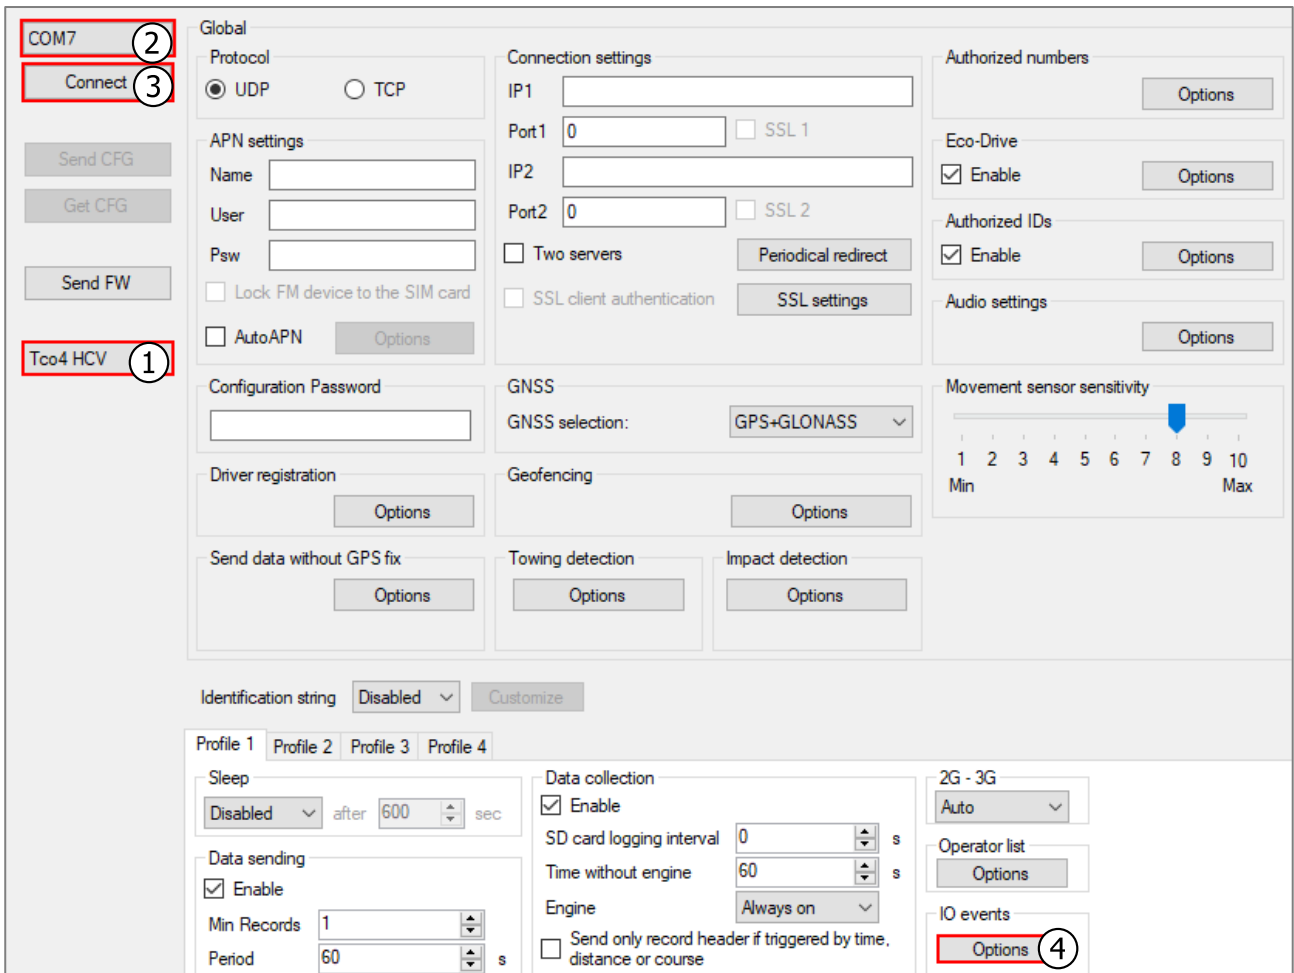 COM7
2
Connect
3
Send CFG
Get CFG
Send FW
Tco4 HCV
1
Global
Protocol
UDP
TCP
APN settings
Name
User
Psw
Lock FM device to the SIM card
AutoAPN
Options
Connection settings
IP1
Port1
0
SSL 1
IP2
Port2
0
SSL 2
Two servers
Periodical redirect
SSL client authentication
SSL settings
Authorized numbers
Options
Eco-Drive
Enable
Options
Authorized IDs
Enable
Options
Audio settings
Options
Configuration Password
GNSS
GNSS selection:
GPS+GLONASS
Movement sensor sensitivity
1 2 3 4 5 6 7 8 9 10
Min
Max
Driver registration
Options
Geofencing
Options
Send data without GPS fix
Options
Towing detection
Options
Impact detection
Options
Identification string
Disabled
Customize
Profile 1
Profile 2
Profile 3
Profile 4
Sleep
Disabled
after
600
sec
Data sending
Enable
Min Records
1
Period
60
s
Data collection
Enable
SD card logging interval
0
s
Time without engine
60
s
Engine
Always on
Send only record header if triggered by time,
distance or course
2G - 3G
Auto
Operator list
Options
IO events
Options
4